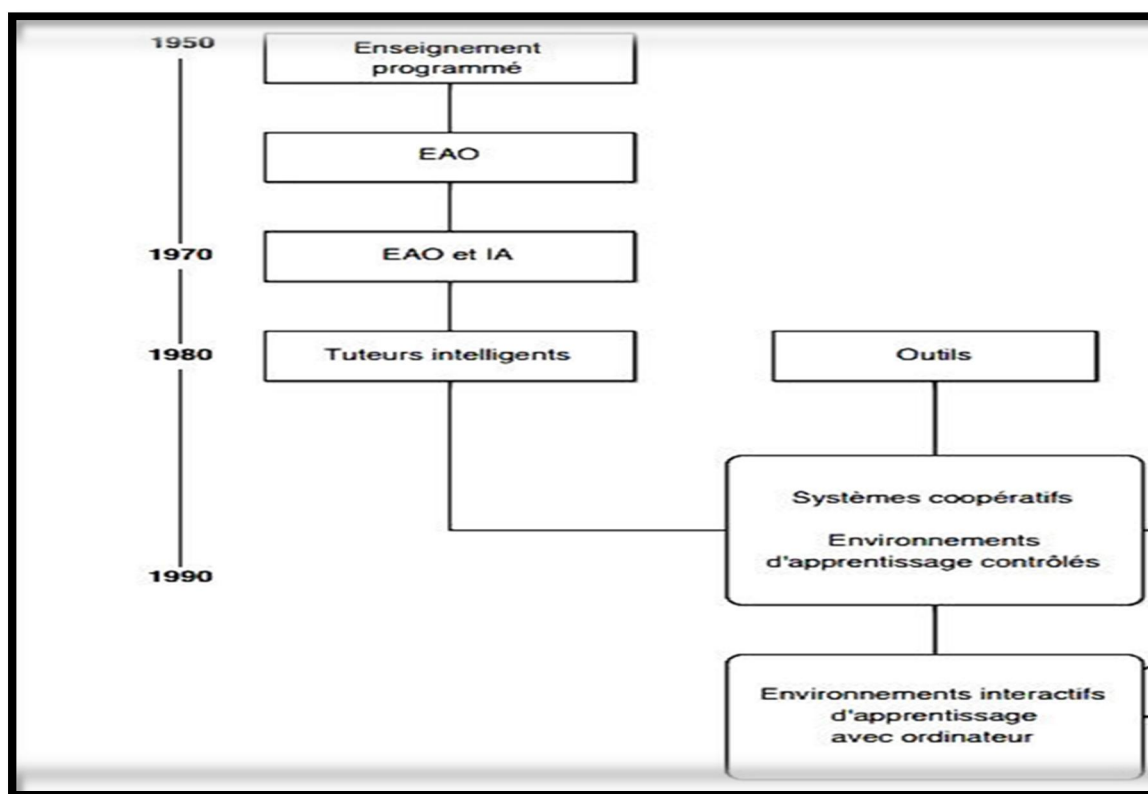 1950
Enseignement
programmé
EAO
1970
EAO et IA
1980
Tuteurs intelligents
Outils
Systèmes coopératifs
Environnements
d'apprentissage contrôlés
1990
Environnements interactifs
d'apprentissage
avec ordinateur